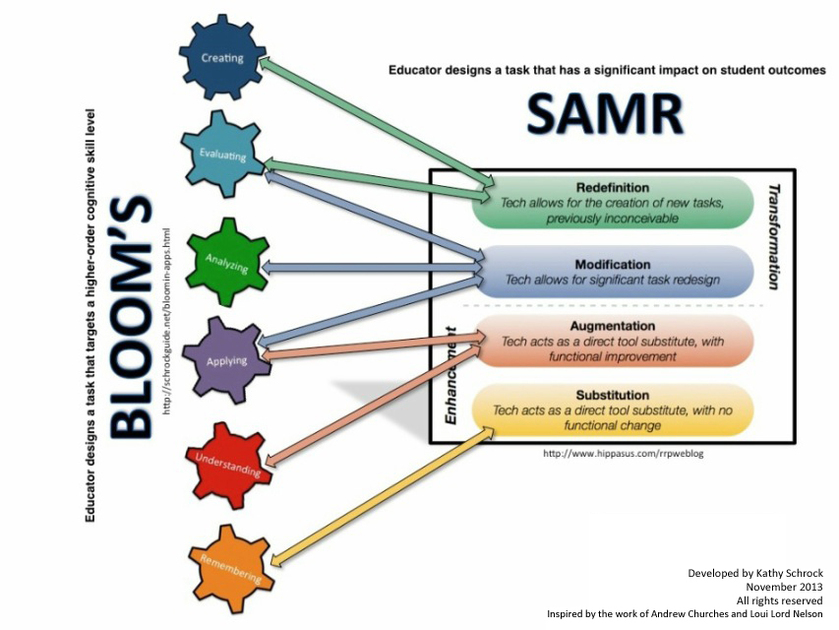 Educator designs a task that targets a higher-order cognitive skill level
BLOOM'S
http://schrockguide.net/bloomin-apps.html
Creating
Evaluating
Analyzing
Applying
Understanding
Remembering
Educator designs a task that has a significant impact on student outcomes
SAMR
Redefinition
Tech allows for the creation of new tasks,
previously inconceivable
Modification
Tech allows for significant task redesign
Transformation
Augmentation
Tech acts as a direct tool substitute, with
functional improvement
Substitution
Tech acts as a direct tool substitute, with no
functional change
Enhancement
http://www.hippasus.com/rrpweblog
Developed by Kathy Schrock
November 2013
All rights reserved
Inspired by the work of Andrew Churches and Loui Lord Nelson